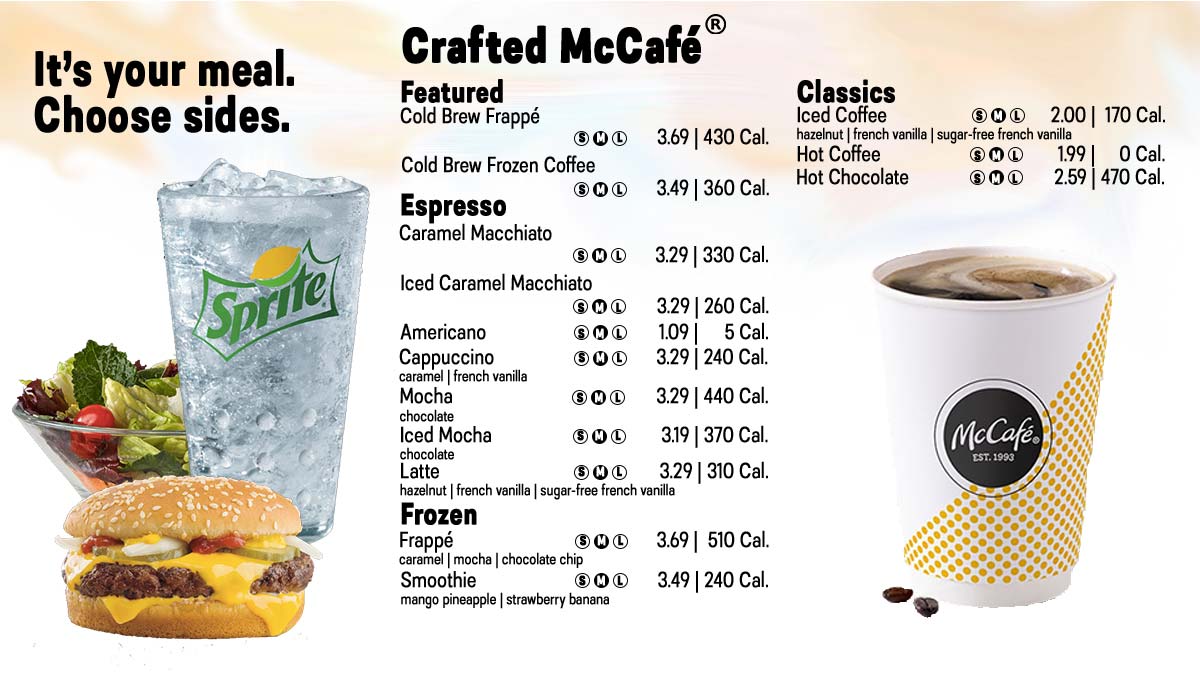 It's your meal.
Choose sides.
Sprite
Crafted McCafé®
Featured
Cold Brew Frappé
Ⓢ Ⓜ Ⓛ 3.69 | 430 Cal.
Cold Brew Frozen Coffee
Ⓢ Ⓜ Ⓛ 3.49 | 360 Cal.
Espresso
Caramel Macchiato
Ⓢ Ⓜ Ⓛ 3.29 | 330 Cal.
Iced Caramel Macchiato
Ⓢ Ⓜ Ⓛ 3.29 | 260 Cal.
Americano Ⓢ Ⓜ Ⓛ 1.09 | 5 Cal.
Cappuccino Ⓢ Ⓜ Ⓛ 3.29 | 240 Cal.
caramel | french vanilla
Mocha Ⓢ Ⓜ Ⓛ 3.29 | 440 Cal.
chocolate
Iced Mocha Ⓢ Ⓜ Ⓛ 3.19 | 370 Cal.
chocolate
Latte Ⓢ Ⓜ Ⓛ 3.29 | 310 Cal.
hazelnut | french vanilla | sugar-free french vanilla
Frozen
Frappé Ⓢ Ⓜ Ⓛ 3.69 | 510 Cal.
caramel | mocha | chocolate chip
Smoothie Ⓢ Ⓜ Ⓛ 3.49 | 240 Cal.
mango pineapple | strawberry banana
Classics
Iced Coffee Ⓢ Ⓜ Ⓛ 2.00 | 170 Cal.
hazelnut | french vanilla | sugar-free french vanilla
Hot Coffee Ⓢ Ⓜ Ⓛ 1.99 | 0 Cal.
Hot Chocolate Ⓢ Ⓜ Ⓛ 2.59 | 470 Cal.
McCafé®
EST. 1993